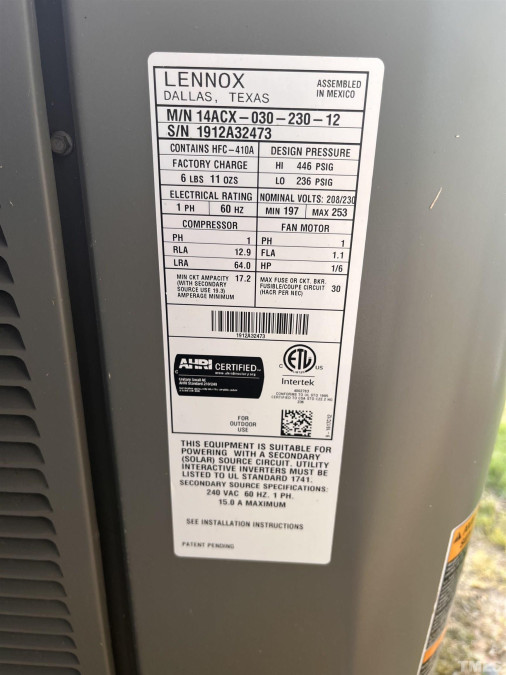 LENNOX
DALLAS, TEXAS
ASSEMBLED
IN MEXICO
M/N 14ACX-030-230-12
S/N 1912A32473
CONTAINS HFC-410A
DESIGN PRESSURE
FACTORY CHARGE
HI 446 PSIG
6 LBS 11 OZS
LO 236 PSIG
ELECTRICAL RATING
NOMINAL VOLTS: 208/230
1 PH 60 HZ
MIN 197 MAX 253
COMPRESSOR
FAN MOTOR
PH 1
PH 1
RLA 12.9
FLA 1.1
LRA 64.0
HP 1/6
MIN CKT AMPACITY 17.2
(WITH SECONDARY
SOURCE USE 19.3)
AMPERAGE MINIMUM
MAX FUSE OR CKT. BKR.
FUSIBLE/COUPE CIRCUIT 30
(HACR PER NEC)
1912A32473
AHRI CERTIFIED
www.ahridirectory.org
C ETL US
Intertek
FOR
OUTDOOR
USE
THIS EQUIPMENT IS SUITABLE FOR
POWERING WITH A SECONDARY
(SOLAR) SOURCE CIRCUIT. UTILITY
INTERACTIVE INVERTERS MUST BE
LISTED TO UL STANDARD 1741.
SECONDARY SOURCE SPECIFICATIONS:
240 VAC 60 HZ. 1 PH.
15.0 A MAXIMUM
SEE INSTALLATION INSTRUCTIONS
PATENT PENDING